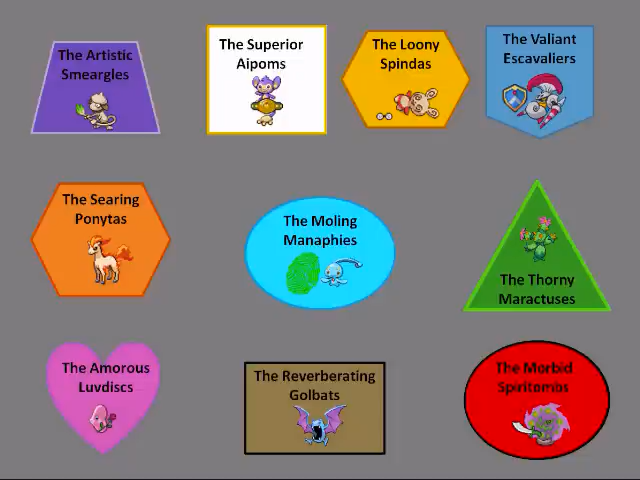 The Artistic
Smeargles
The Superior
Aipoms
The Loony
Spindas
The Valiant
Escavaliers
The Searing
Ponytas
The Moling
Manaphies
The Thorny
Maractuses
The Amorous
Luvdiscs
The Reverberating
Golbats
The Morbid
Spiritombs